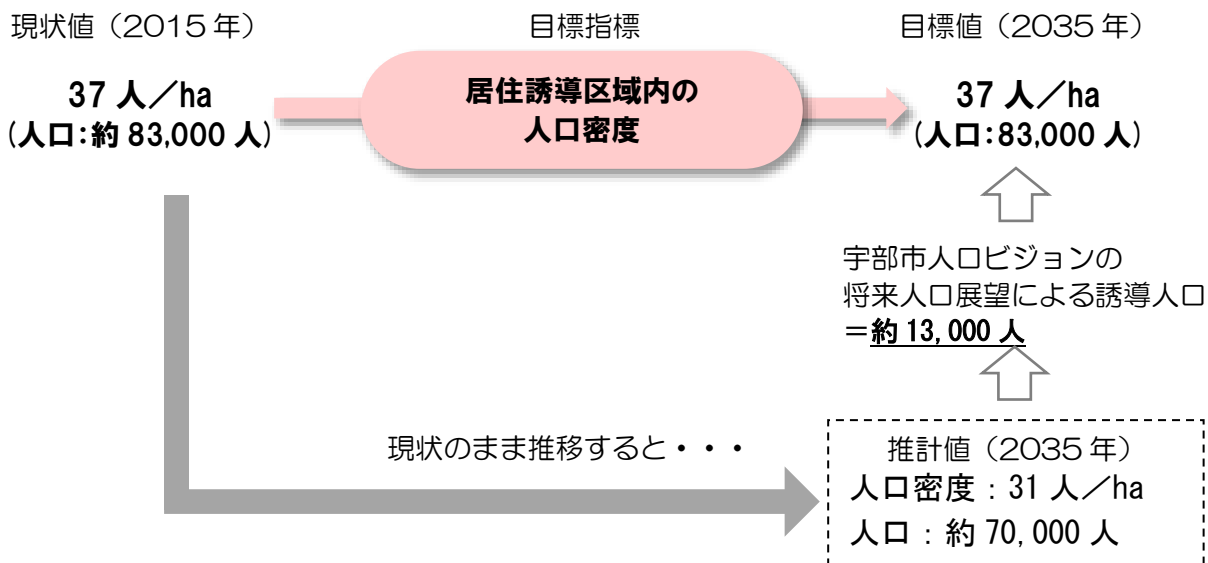 現状値（2015年）
目標指標
目標値（2035年）
37人／ha
(人口：約83,000人)
居住誘導区域内の
人口密度
37人／ha
(人口：83,000人)
宇部市人口ビジョンの
将来人口展望による誘導人口
＝約13,000人
現状のまま推移すると・・・
推計値（2035年）
人口密度：31人／ha
人口：約70,000人